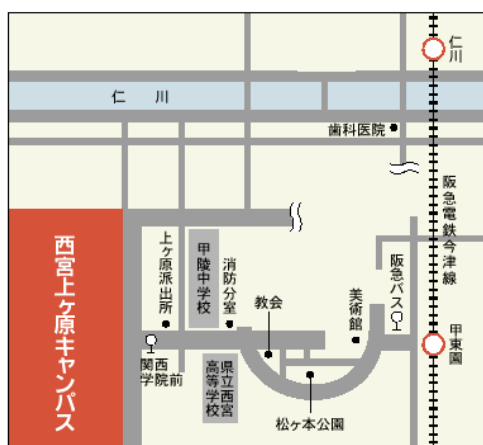 仁川
仁川
歯科医院
阪急電鉄今津線
西宮上ヶ原キャンパス
上ヶ原
派出所
甲陵中学校
消防分室
教会
美術館
阪急バス
甲東園
関西
学院前
県立西宮
高等学校
松ヶ本公園